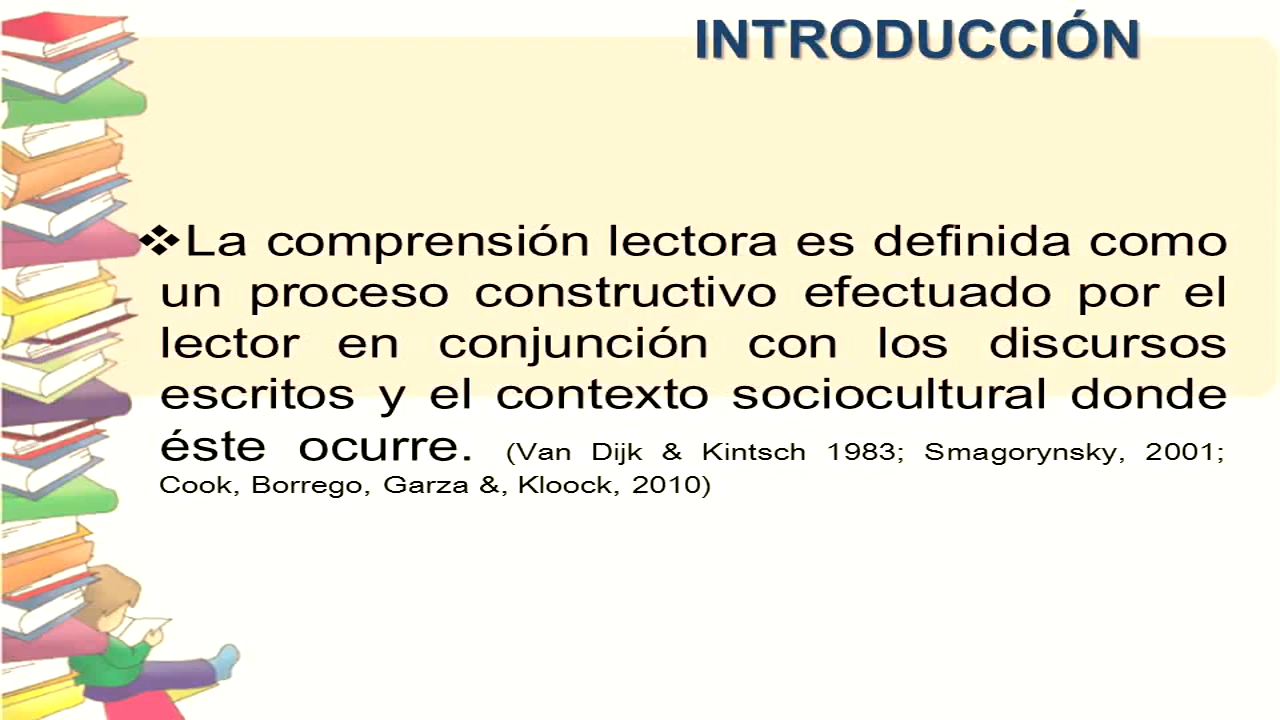 INTRODUCCIÓN
❖La comprensión lectora es definida como
un proceso constructivo efectuado por el
lector en conjunción con los discursos
escritos y el contexto sociocultural donde
éste ocurre. (Van Dijk & Kintsch 1983; Smagorynsky, 2001;
Cook, Borrego, Garza &, Kloock, 2010)